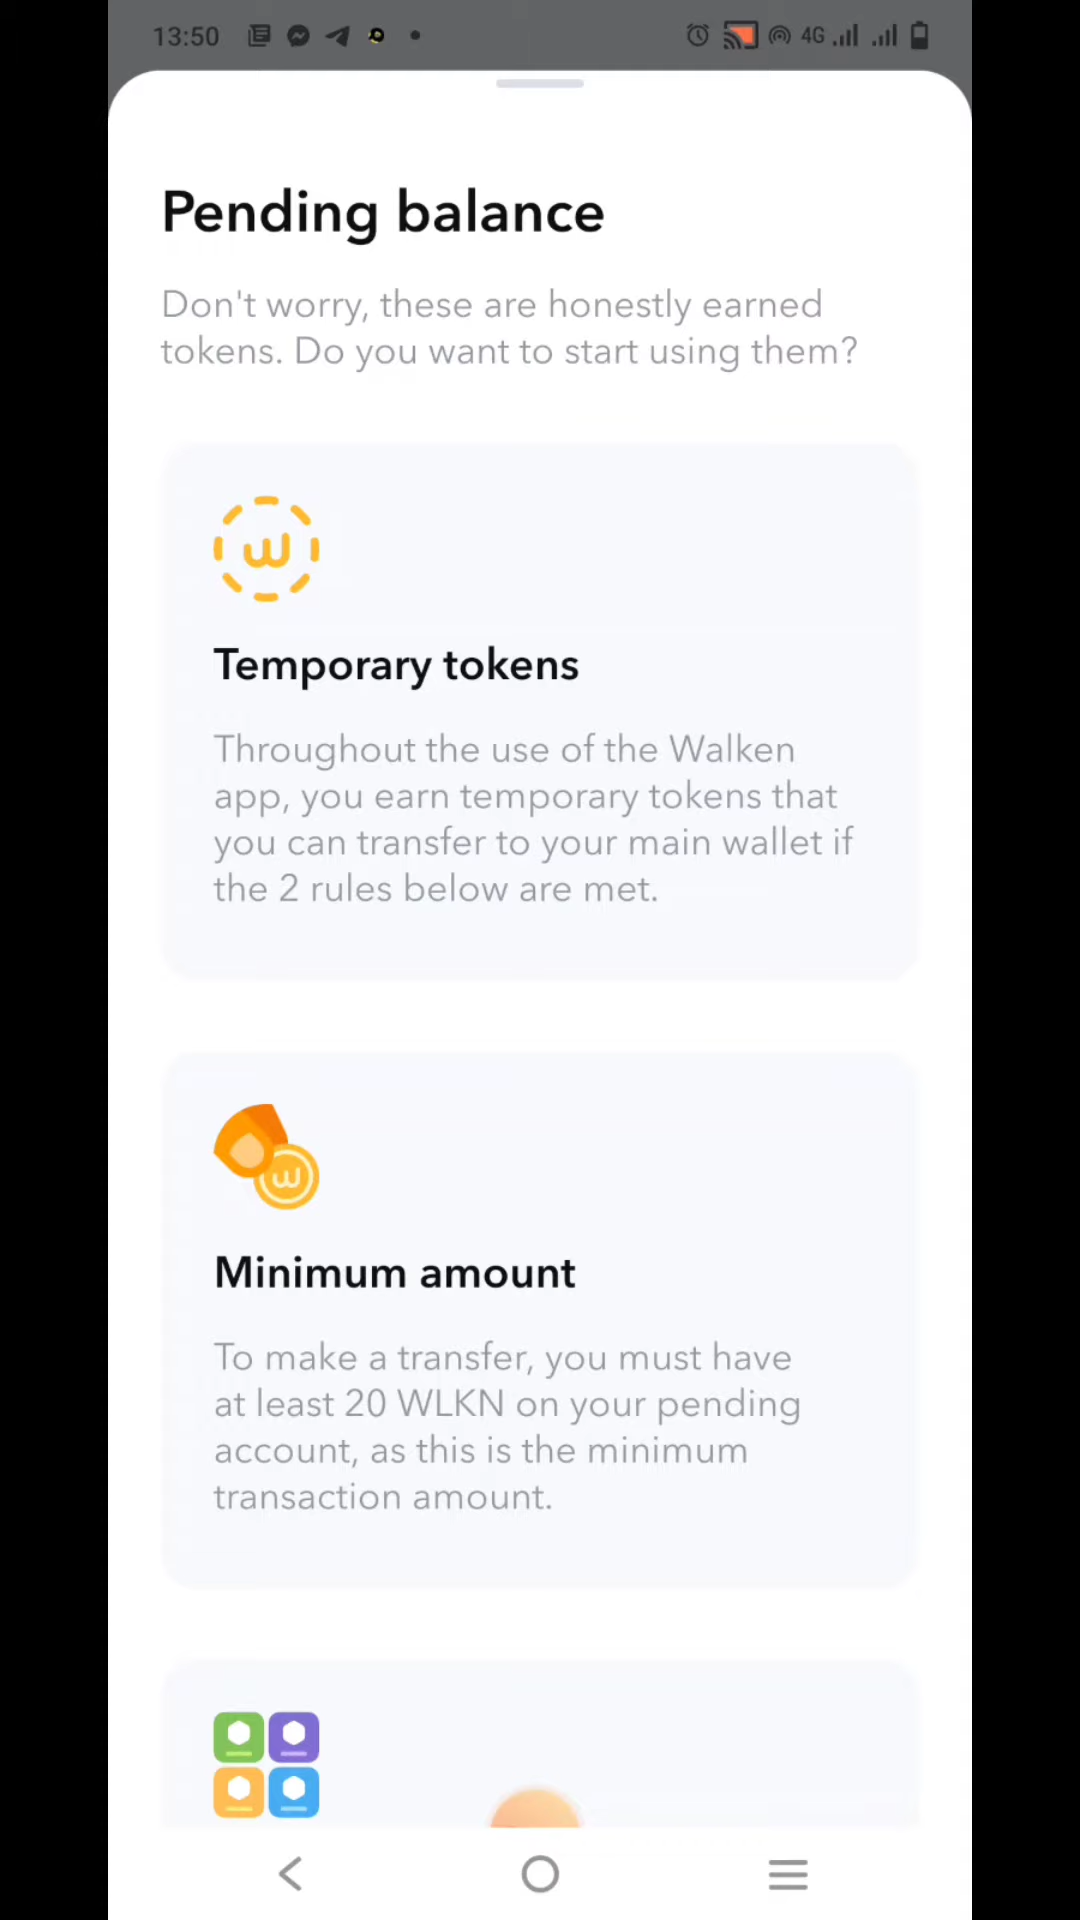 13:50
4G
Pending balance
Don't worry, these are honestly earned
tokens. Do you want to start using them?
Temporary tokens
Throughout the use of the Walken
app, you earn temporary tokens that
you can transfer to your main wallet if
the 2 rules below are met.
Minimum amount
To make a transfer, you must have
at least 20 WLKN on your pending
account, as this is the minimum
transaction amount.